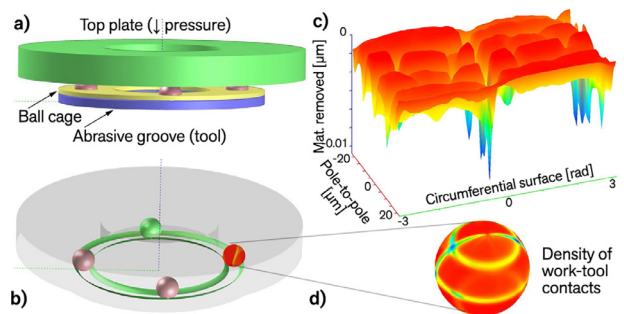 a)
Top plate (↓ pressure)
Ball cage
Abrasive groove (tool)
b)
c)
0
Mat. removed [µm]
0.01
-20
0
20
Pole-to-pole
[µm]
-3
0
3
Circumferential surface [rad]
d)
Density of
work-tool
contacts